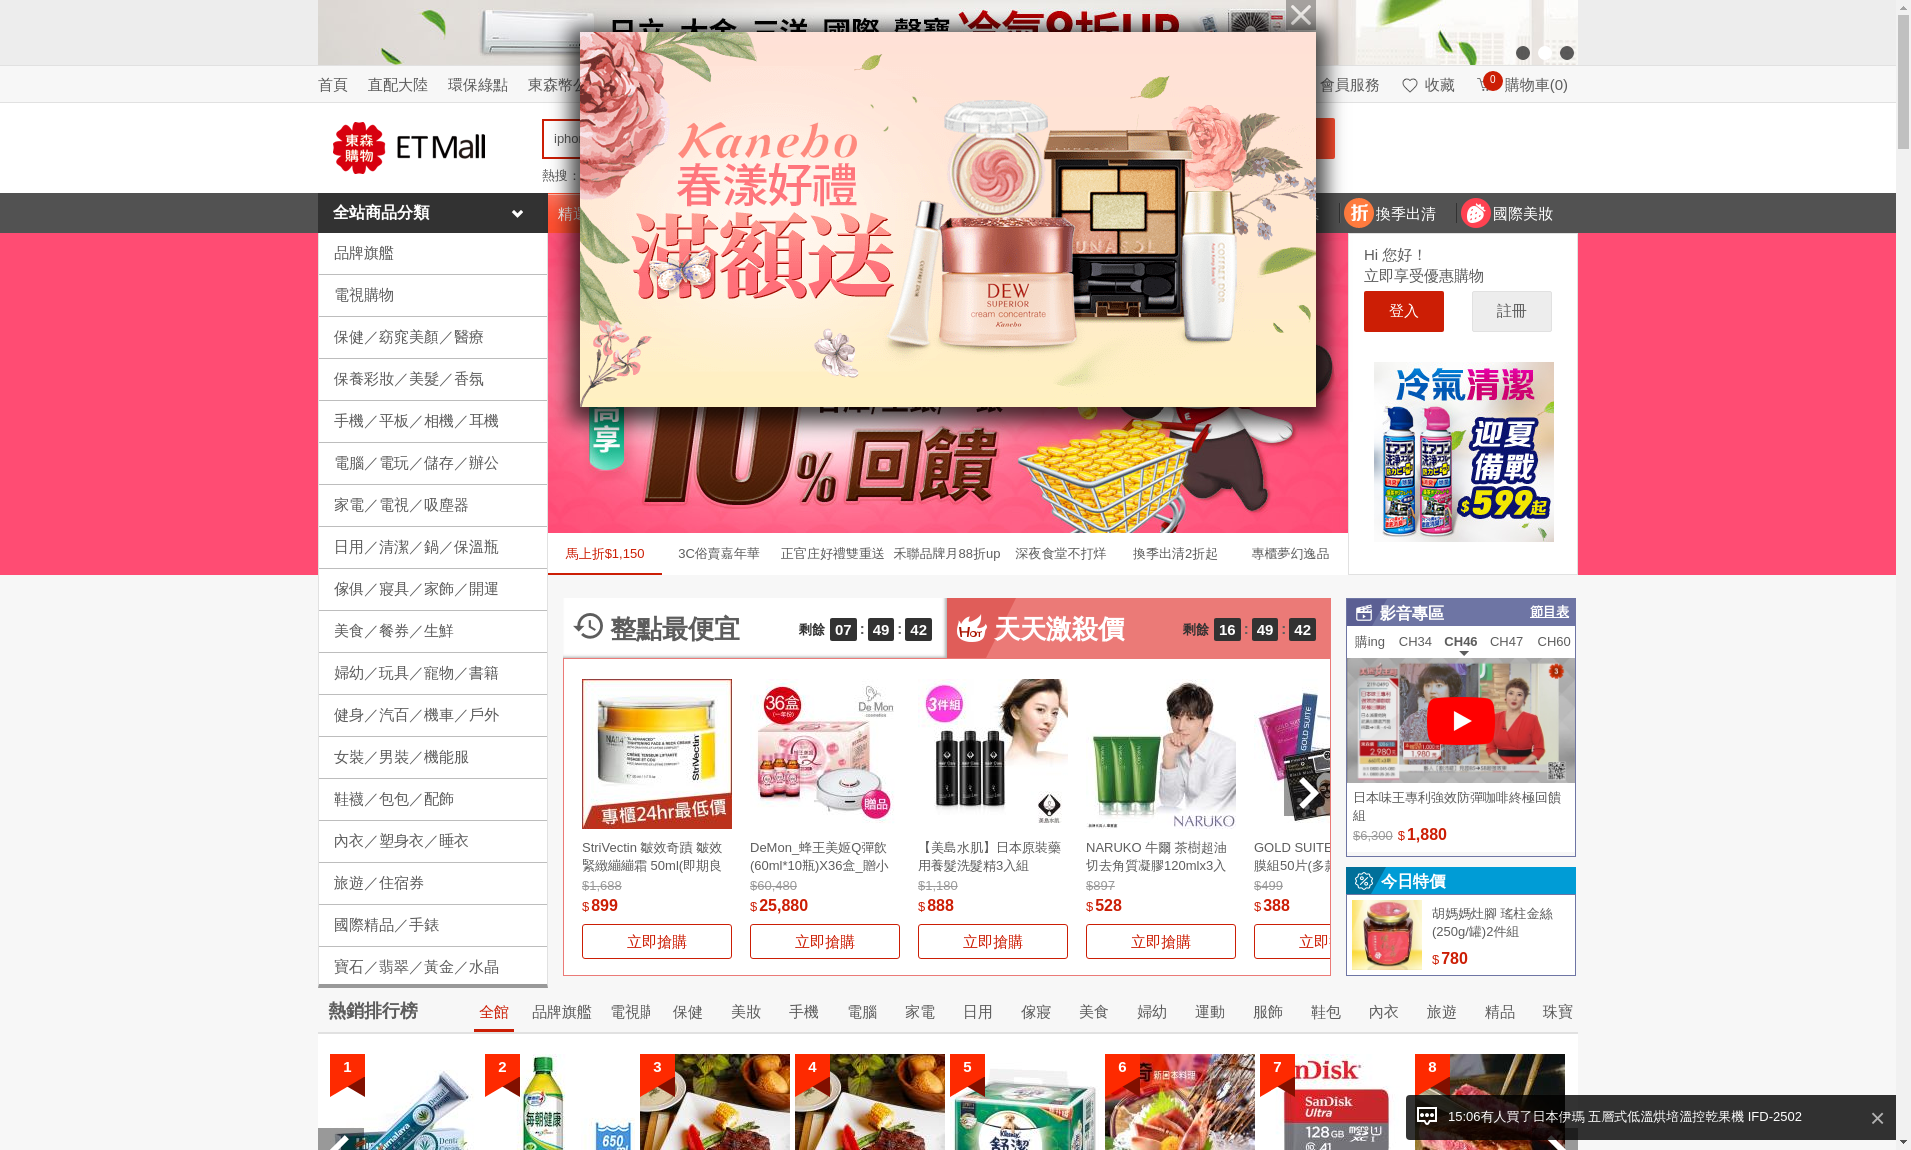 首頁
直配大陸
環保綠點
會員服務
收藏
0
購物車(0)
東森購物
ETMall
熱搜：
Kanebo
春漾好禮
滿額送
DEW
SUPERIOR
cream concentrate
Kanebo
全站商品分類
換季出清
國際美妝
品牌旗艦
電視購物
保健／窈窕美顏／醫療
保養彩妝／美髮／香氛
手機／平板／相機／耳機
電腦／電玩／儲存／辦公
家電／電視／吸塵器
日用／清潔／鍋／保溫瓶
傢俱／寢具／家飾／開運
美食／餐券／生鮮
婦幼／玩具／寵物／書籍
健身／汽百／機車／戶外
女裝／男裝／機能服
鞋襪／包包／配飾
內衣／塑身衣／睡衣
旅遊／住宿券
國際精品／手錶
寶石／翡翠／黃金／水晶
10%回饋
馬上折$1,150
3C俗賣嘉年華
正官庄好禮雙重送
禾聯品牌月88折up
深夜食堂不打烊
換季出清2折起
專櫃夢幻逸品
Hi 您好！
立即享受優惠購物
登入
註冊
冷氣清潔
迎夏
備戰
$599起
整點最便宜
剩餘 07 : 49 : 42
HOT
天天激殺價
剩餘 16 : 49 : 42
StriVectin
專櫃24hr最低價
StriVectin 皺效奇蹟 皺效
緊緻繃繃霜 50ml(即期良
$1,688
$899
立即搶購
36盒
(一年份)
De Mon
贈品
DeMon_蜂王美姬Q彈飲
(60ml*10瓶)X36盒_贈小
$60,480
$25,880
立即搶購
3件組
美島水肌
【美島水肌】日本原裝藥
用養髮洗髮精3入組
$1,180
$888
立即搶購
NARUKO
NARUKO 牛爾 茶樹超油
切去角質凝膠120mlx3入
$897
$528
立即搶購
GOLD SUITE
GOLD SUITE
膜組50片(多款
$499
$388
立即
影音專區
節目表
購ing
CH34
CH46
CH47
CH60
日本味王專利強效防彈咖啡終極回饋
組
$6,300 $1,880
今日特價
胡媽媽灶腳 瑤柱金絲
(250g/罐)2件組
$780
熱銷排行榜
全館
品牌旗艦
電視購
保健
美妝
手機
電腦
家電
日用
傢寢
美食
婦幼
運動
服飾
鞋包
內衣
旅遊
精品
珠寶
1
2
每朝健康
650
3
4
5
舒潔
6
新日本料理
7
SanDisk
Ultra
128GB
8
15:06有人買了日本伊瑪 五層式低溫烘培溫控乾果機 IFD-2502